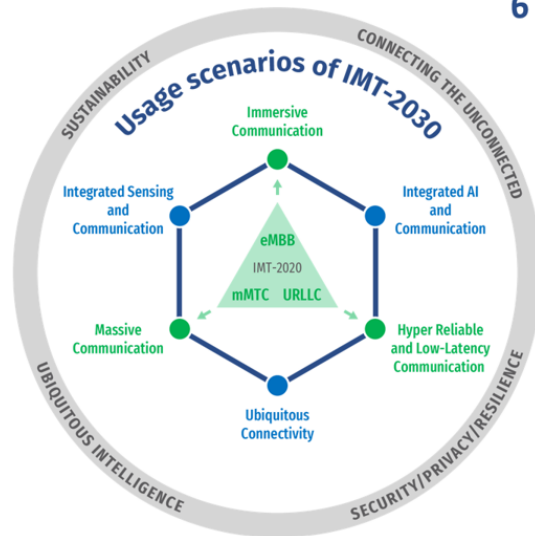 6
SUSTAINABILITY
CONNECTING THE UNCONNECTED
Usage scenarios of IMT-2030
Immersive
Communication
Integrated Sensing
and
Communication
Integrated AI
and
Communication
eMBB
IMT-2020
mMTC URLLC
Massive
Communication
Hyper Reliable
and Low-Latency
Communication
Ubiquitous
Connectivity
UBIQUITOUS INTELLIGENCE
SECURITY/PRIVACY/RESILIENCE